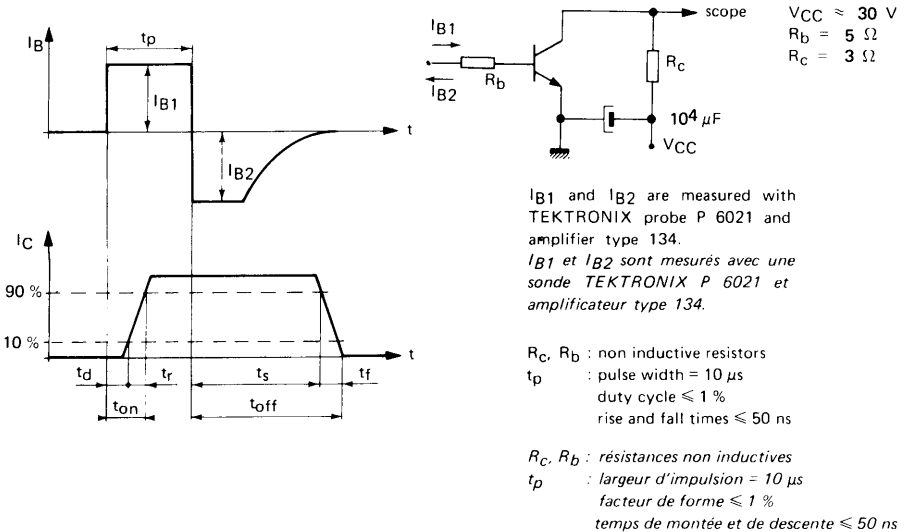 I_B
t_p
I_B1
I_B2
t
I_C
90 %
10 %
t
t_d
t_r
t_s
t_f
t_on
t_off
I_B1
I_B2
R_b
R_c
scope
10⁴ µF
V_CC
V_CC ≈ 30 V
R_b = 5 Ω
R_c = 3 Ω
I_B1 and I_B2 are measured with
TEKTRONIX probe P 6021 and
amplifier type 134.
I_B1 et I_B2 sont mesurés avec une
sonde TEKTRONIX P 6021 et
amplificateur type 134.
R_c, R_b : non inductive resistors
t_p : pulse width = 10 µs
duty cycle ⩽ 1 %
rise and fall times ⩽ 50 ns
R_c, R_b : résistances non inductives
t_p : largeur d'impulsion = 10 µs
facteur de forme ⩽ 1 %
temps de montée et de descente ⩽ 50 ns